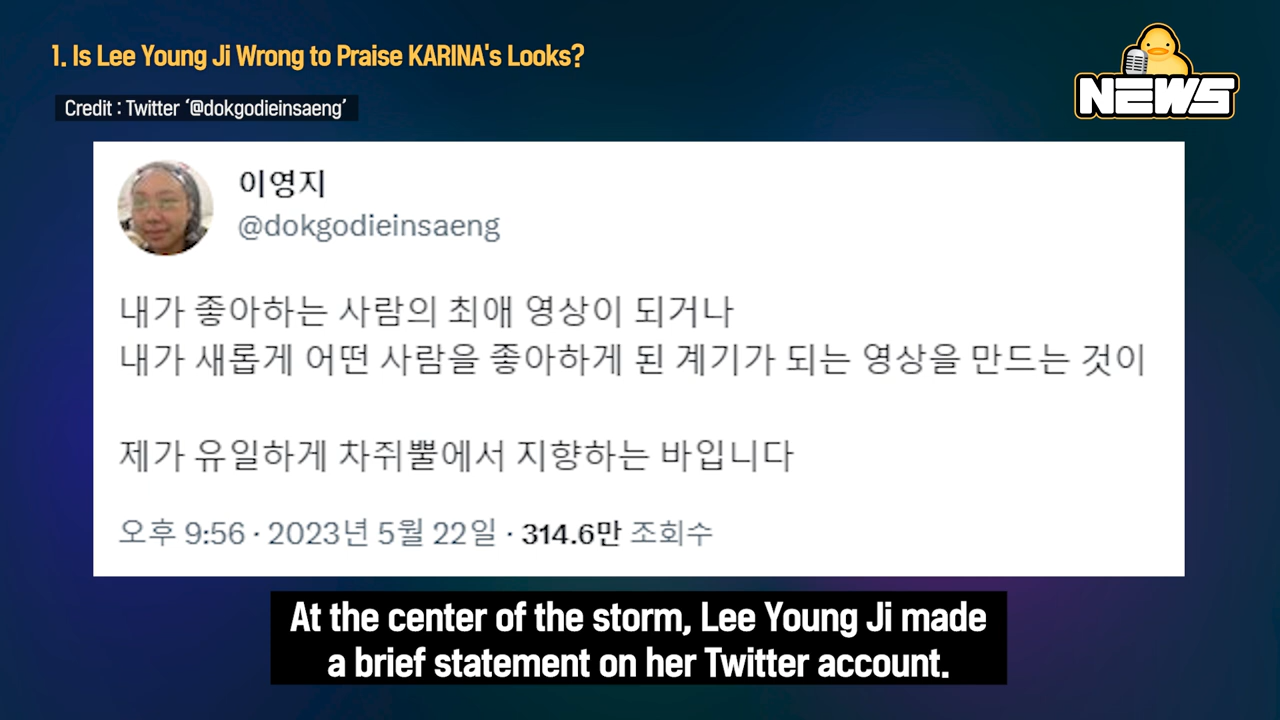 1. Is Lee Young Ji Wrong to Praise KARINA's Looks?
NEWS
Credit : Twitter ‘@dokgodieinsaeng’
이영지
@dokgodieinsaeng
내가 좋아하는 사람의 최애 영상이 되거나
내가 새롭게 어떤 사람을 좋아하게 된 계기가 되는 영상을 만드는 것이
제가 유일하게 차쥐뿔에서 지향하는 바입니다
오후 9:56 · 2023년 5월 22일 · 314.6만 조회수
At the center of the storm, Lee Young Ji made
a brief statement on her Twitter account.